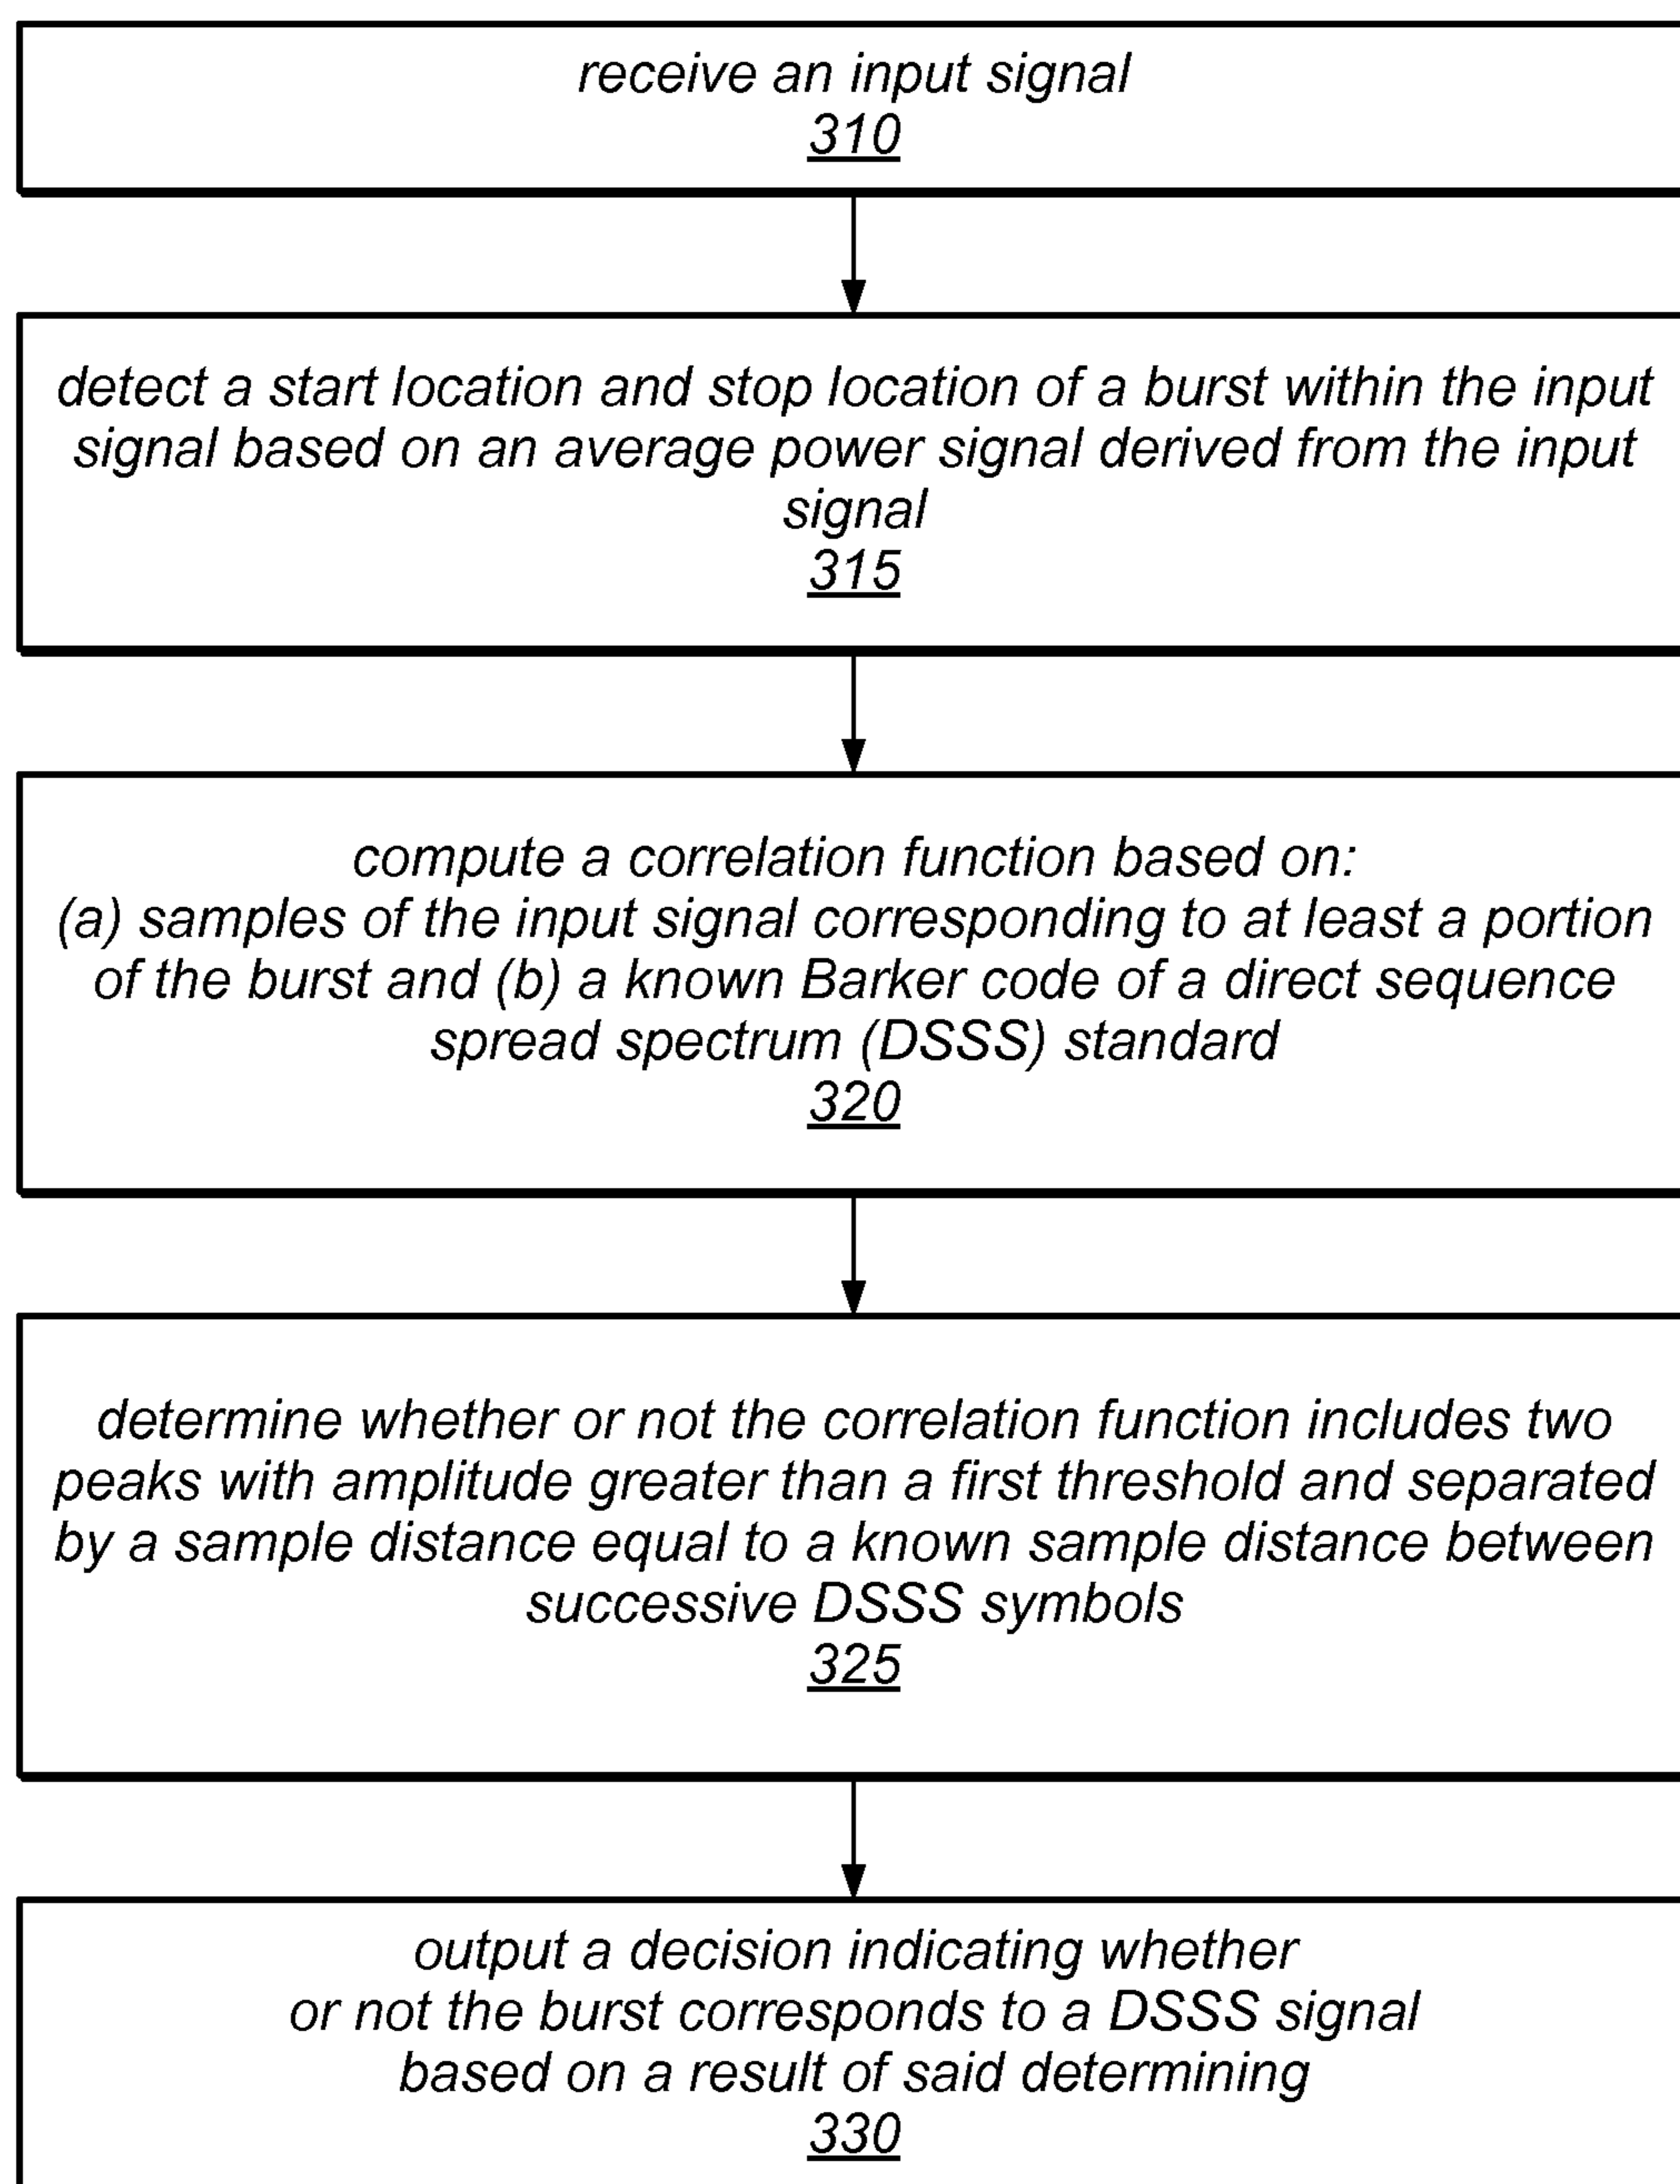 receive an input signal
310
detect a start location and stop location of a burst within the input
signal based on an average power signal derived from the input
signal
315
compute a correlation function based on:
(a) samples of the input signal corresponding to at least a portion
of the burst and (b) a known Barker code of a direct sequence
spread spectrum (DSSS) standard
320
determine whether or not the correlation function includes two
peaks with amplitude greater than a first threshold and separated
by a sample distance equal to a known sample distance between
successive DSSS symbols
325
output a decision indicating whether
or not the burst corresponds to a DSSS signal
based on a result of said determining
330